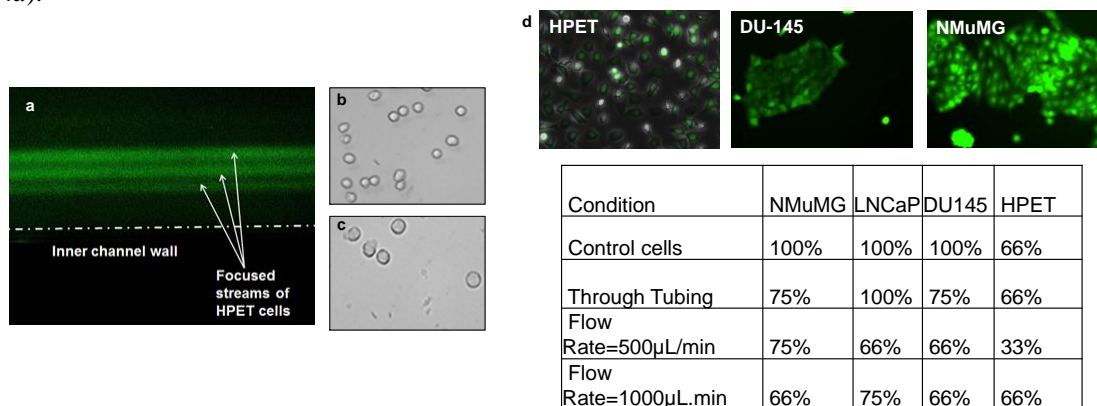 a
Inner channel wall
Focused
streams of
HPET cells
b
c
d
HPET
DU-145
NMuMG
Condition NMuMG LNCaP DU145 HPET
Control cells 100% 100% 100% 66%
Through Tubing 75% 100% 75% 66%
Flow
Rate=500µL/min 75% 66% 66% 33%
Flow
Rate=1000µL.min 66% 75% 66% 66%